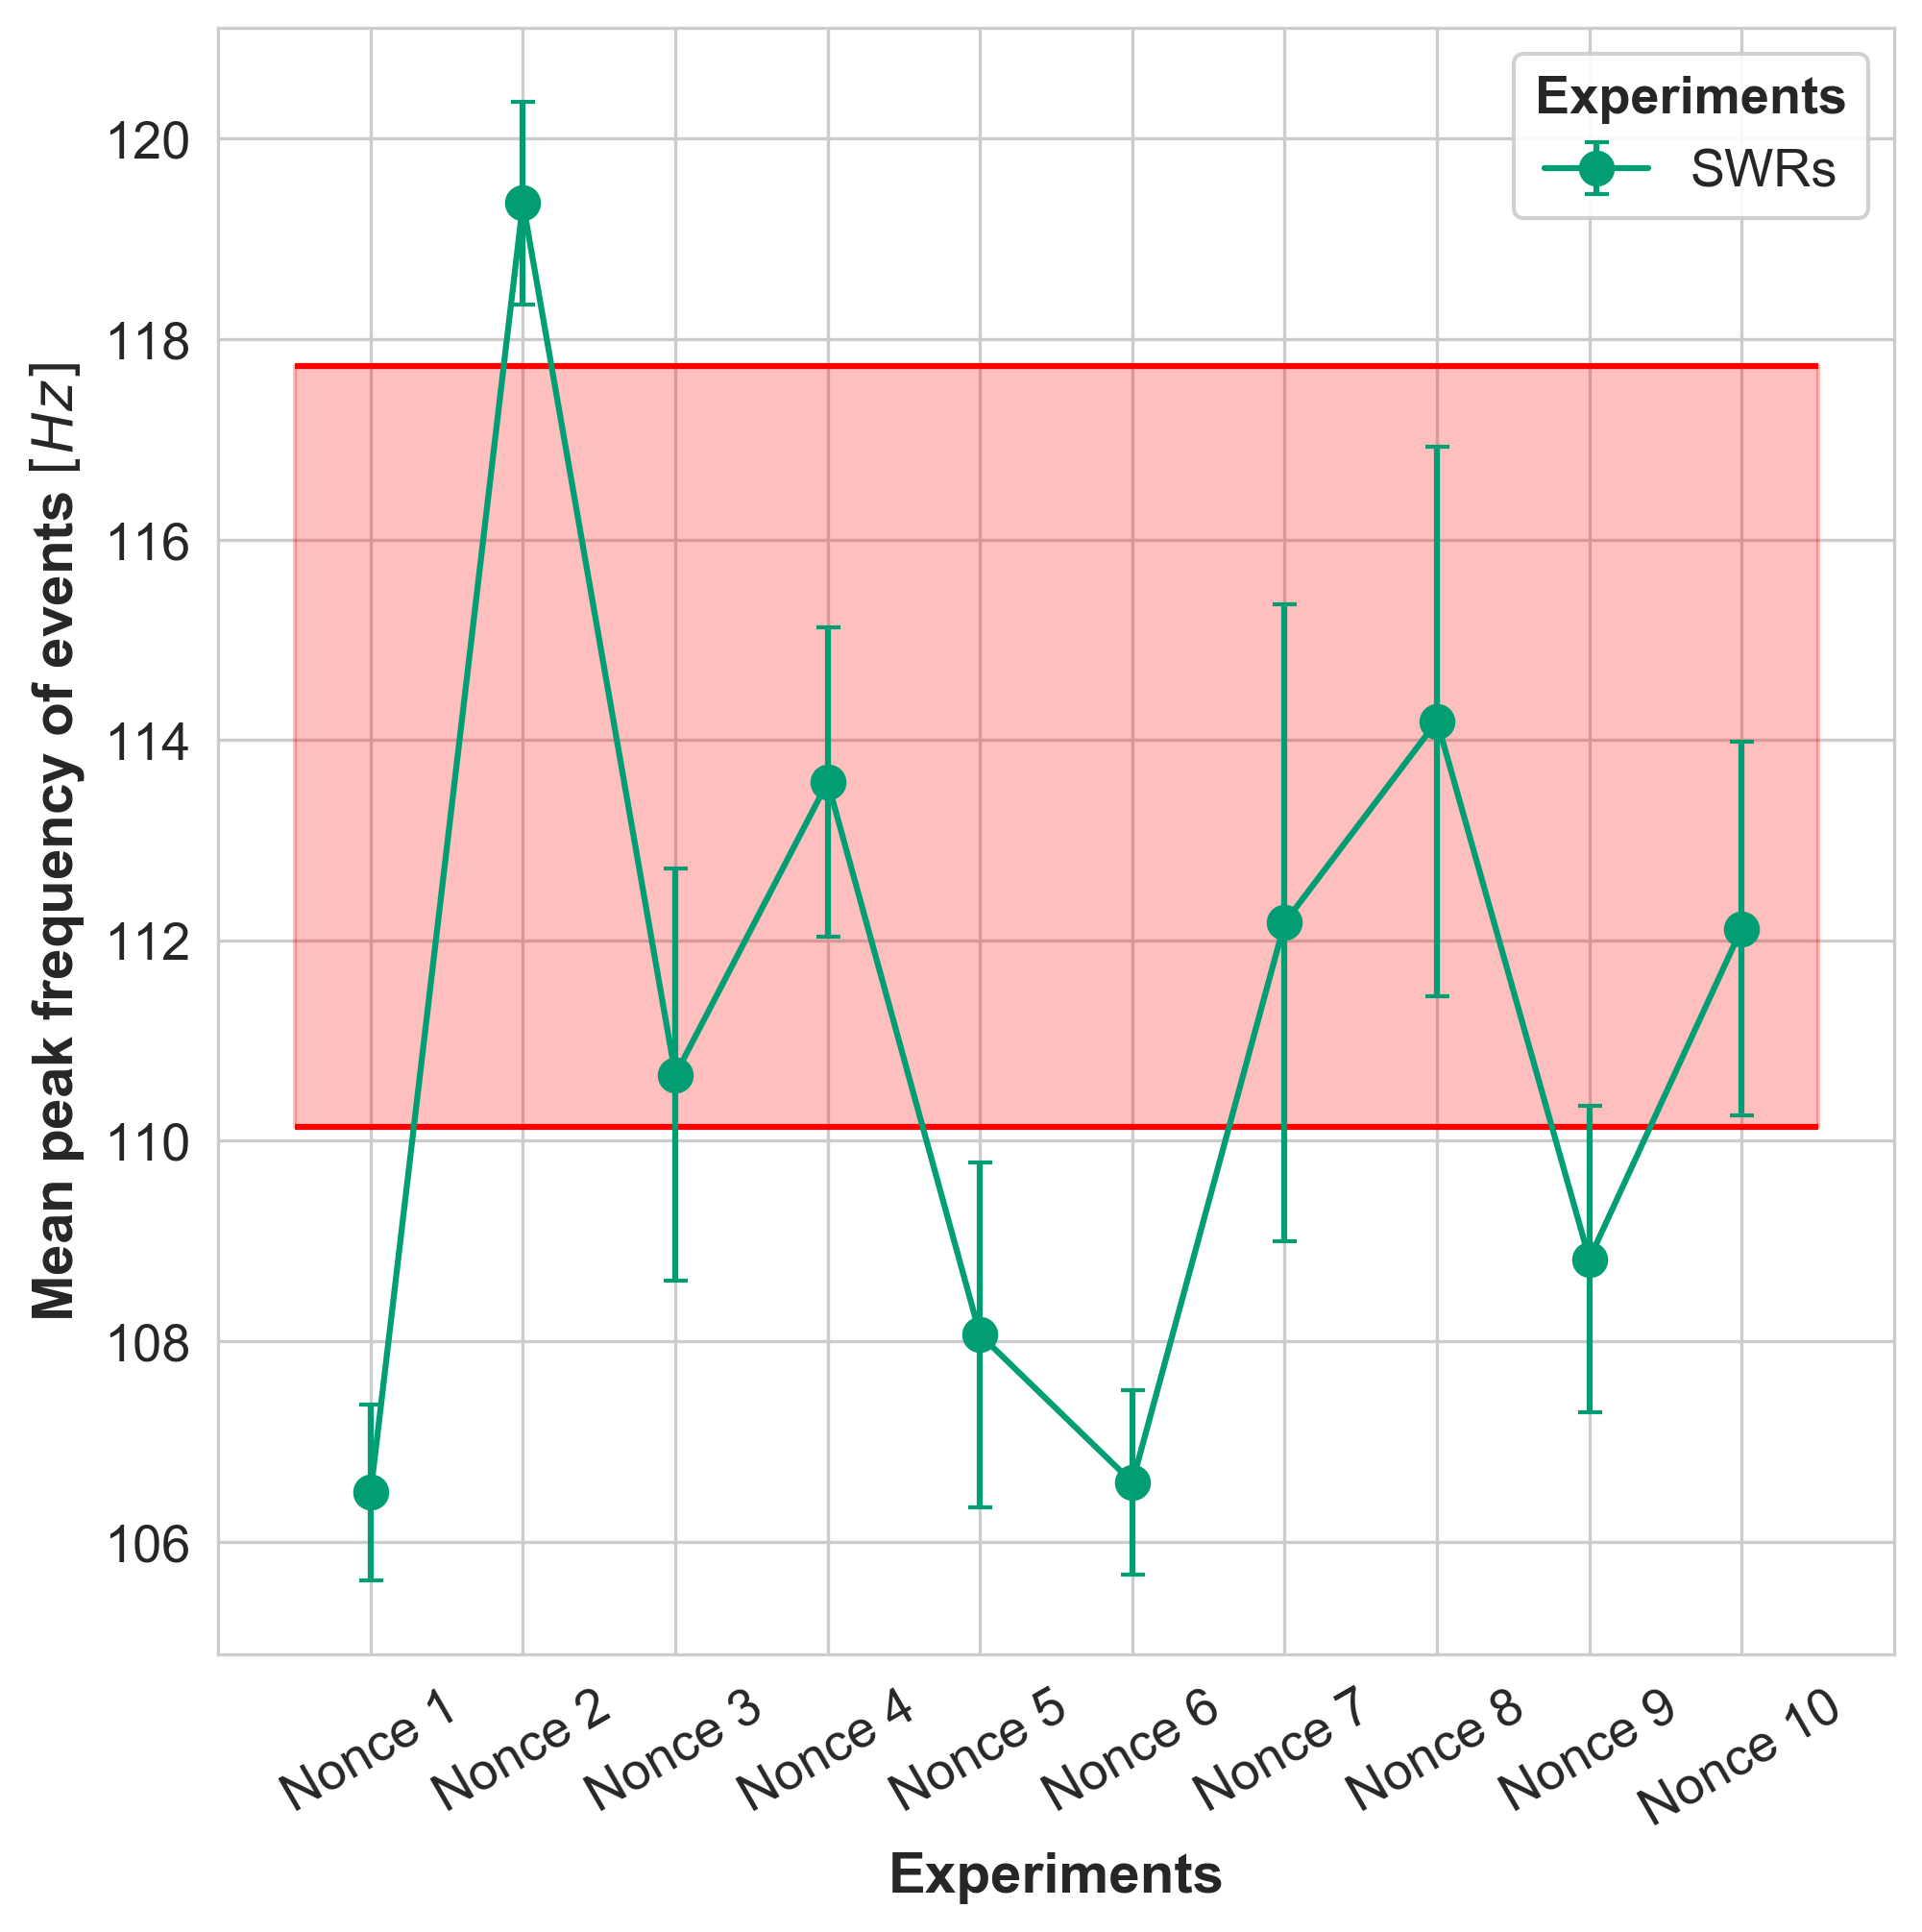 Experiments
SWRs
120
118
116
114
112
110
108
106
Mean peak frequency of events [Hz]
Nonce 1
Nonce 2
Nonce 3
Nonce 4
Nonce 5
Nonce 6
Nonce 7
Nonce 8
Nonce 9
Nonce 10
Experiments